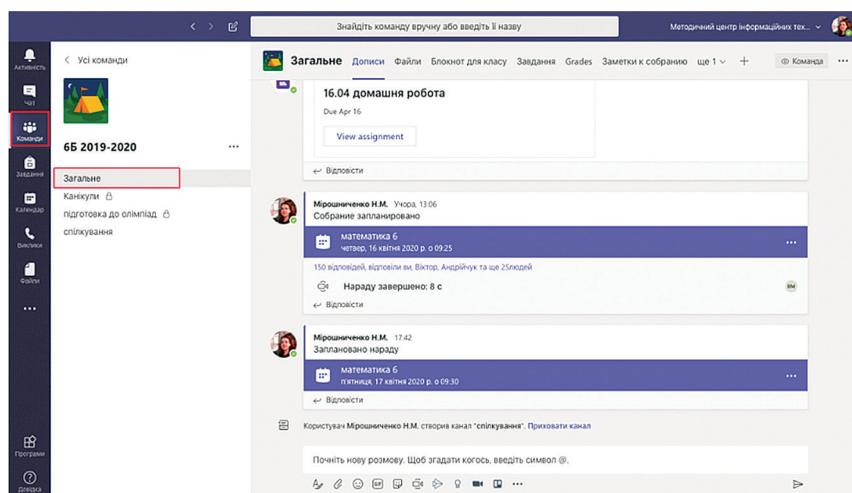 Знайдіть команду вручну або введіть її назву
Методичний центр інформаційних тех...
Активність
Чат
Команди
Завдання
Календар
Виклики
Файли
Програми
Довідка
Усі команди
6Б 2019-2020
Загальне
Канікули
підготовка до олімпіад
спілкування
Загальне Дописи Файли Блокнот для класу Завдання Grades Заметки к собранию ще 1 Команда
16.04 домашня робота
Due Apr 16
View assignment
Відповісти
Мірошниченко Н.М. Учора, 13:06
Собрание запланировано
математика 6
четвер, 16 квітня 2020 р. о 09:25
150 відповідей, відповіли ви, Віктор, Андрійчук та ще 25людей
Нараду завершено: 8 с
ВМ
Відповісти
Мірошниченко Н.М. 17:42
Заплановано нараду
математика 6
п'ятниця, 17 квітня 2020 р. о 09:30
Відповісти
Користувач Мірошниченко Н.М. створив канал "спілкування". Приховати канал
Почніть нову розмову. Щоб згадати когось, введіть символ @.
GIF